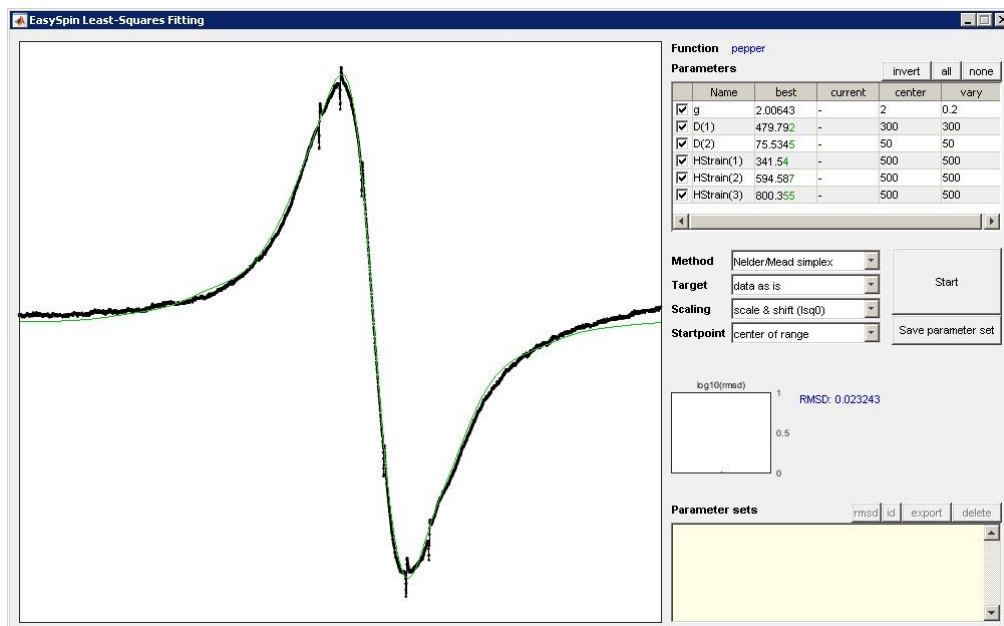 EasySpin Least-Squares Fitting
Function pepper
Parameters invert all none
Name best current center vary
g 2.00643 - 2 0.2
D(1) 479.792 - 300 300
D(2) 75.5345 - 50 50
HStrain(1) 341.54 - 500 500
HStrain(2) 594.587 - 500 500
HStrain(3) 800.355 - 500 500
Method Nelder/Mead simplex
Target data as is
Scaling scale & shift (lsq0)
Startpoint center of range
Start
Save parameter set
log10(rmsd)
1
0.5
0
RMSD: 0.023243
Parameter sets rmsd id export delete